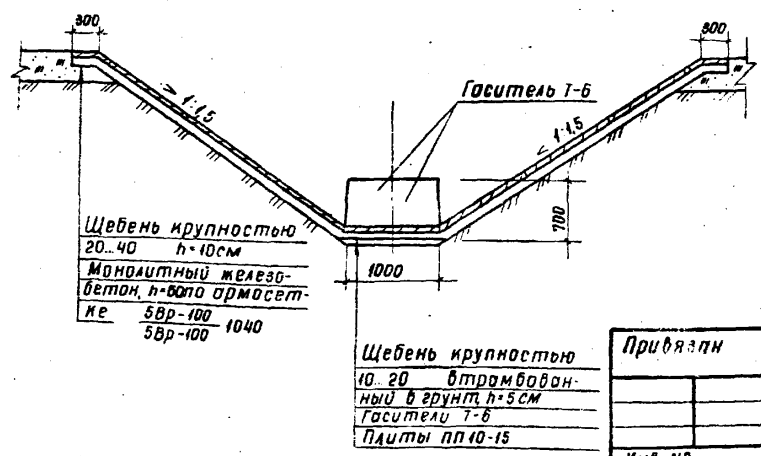 300
300
Гаситель Т-6
1:1,5
1:1,5
700
1000
Щебень крупностью
20...40 h=10см
Монолитный железо-
бетон, h=60по армосет-
ке 5Вр-100
5Вр-100 1040
Щебень крупностью
10...20 втрамбован-
ный в грунт, h=5см
Гасители Т-6
Плиты ПП10-15
Привязан